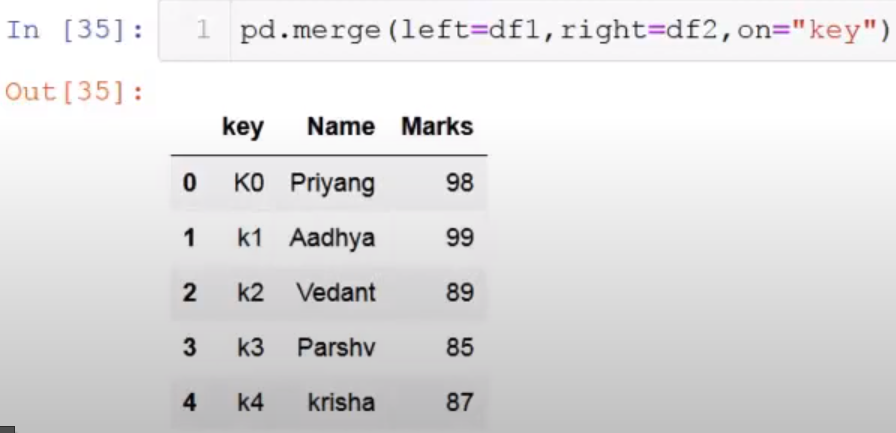 In [35]: 1 pd.merge(left=df1,right=df2,on="key")
Out[35]:
key Name Marks
0 K0 Priyang 98
1 k1 Aadhya 99
2 k2 Vedant 89
3 k3 Parshv 85
4 k4 krisha 87